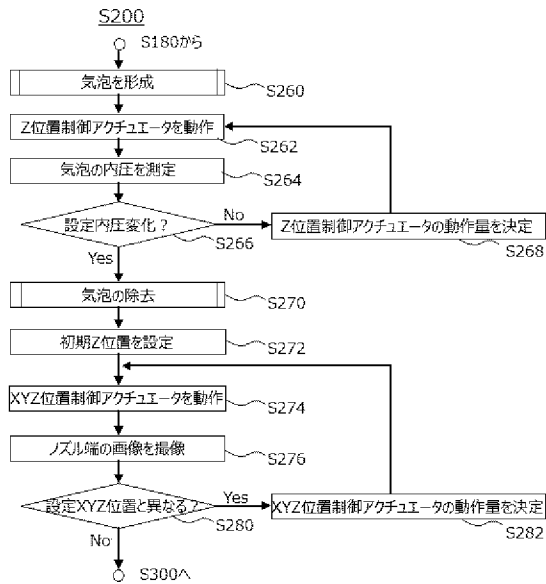 S200
S180から
気泡を形成
S260
Z位置制御アクチュエータを動作
S262
気泡の内圧を測定
S264
設定内圧変化？
No
S266
Z位置制御アクチュエータの動作量を決定
S268
Yes
気泡の除去
S270
初期Z位置を設定
S272
XYZ位置制御アクチュエータを動作
S274
ノズル端の画像を撮像
S276
設定XYZ位置と異なる？
Yes
S280
XYZ位置制御アクチュエータの動作量を決定
S282
No
S300へ